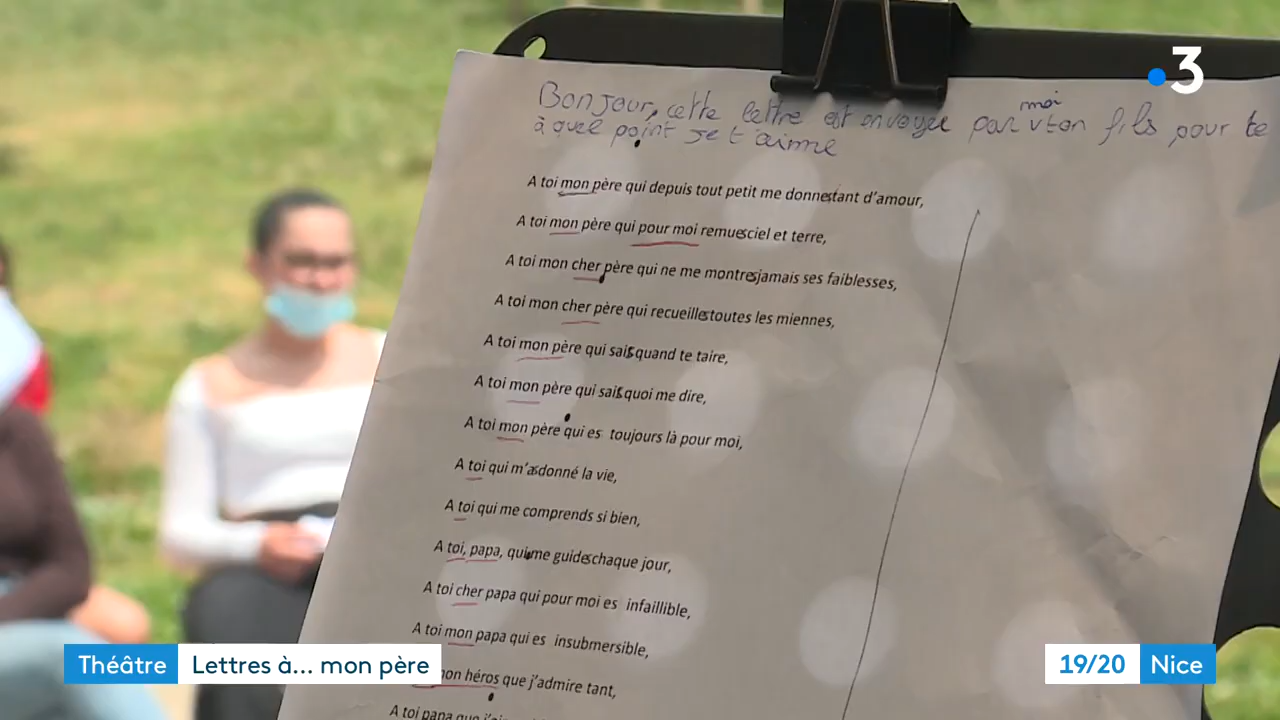 3
Bonjour, cette lettre est envoyée par moi ton fils pour te
à quel point je t'aime
A toi mon père qui depuis tout petit me donnes tant d'amour,
A toi mon père qui pour moi remues ciel et terre,
A toi mon cher père qui ne me montres jamais ses faiblesses,
A toi mon cher père qui recueilles toutes les miennes,
A toi mon père qui sais quand te taire,
A toi mon père qui sais quoi me dire,
A toi mon père qui es toujours là pour moi,
A toi qui m'as donné la vie,
A toi qui me comprends si bien,
A toi, papa, qui me guides chaque jour,
A toi cher papa qui pour moi es infaillible,
A toi mon papa qui es insubmersible,
mon héros que j'admire tant,
A toi papa que
Théâtre Lettres à... mon père
19/20 Nice